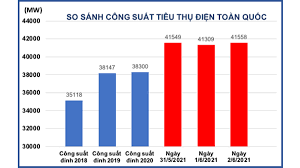 (MW)
SO SÁNH CÔNG SUẤT TIÊU THỤ ĐIỆN TOÀN QUỐC
44000
42000
40000
38000
36000
34000
32000
30000
35118
38147
38300
41549
41309
41558
Công suất đỉnh 2018
Công suất đỉnh 2019
Công suất đỉnh 2020
Ngày 31/5/2021
Ngày 1/6/2021
Ngày 2/6/2021